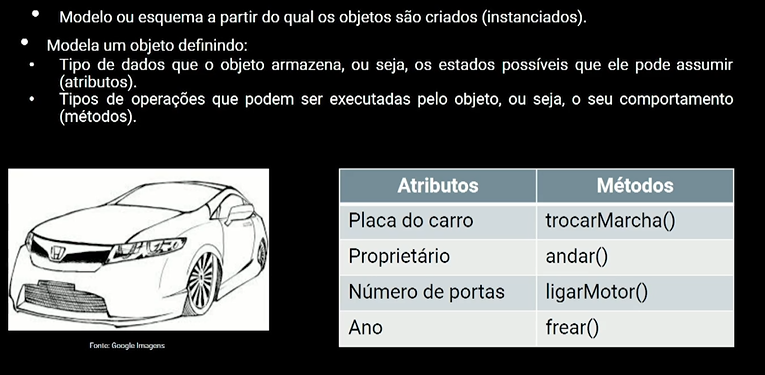 • Modelo ou esquema a partir do qual os objetos são criados (instanciados).
• Modela um objeto definindo:
• Tipo de dados que o objeto armazena, ou seja, os estados possíveis que ele pode assumir
(atributos).
• Tipos de operações que podem ser executadas pelo objeto, ou seja, o seu comportamento
(métodos).
Atributos Métodos
Placa do carro trocarMarcha()
Proprietário andar()
Número de portas ligarMotor()
Ano frear()
Fonte: Google Imagens